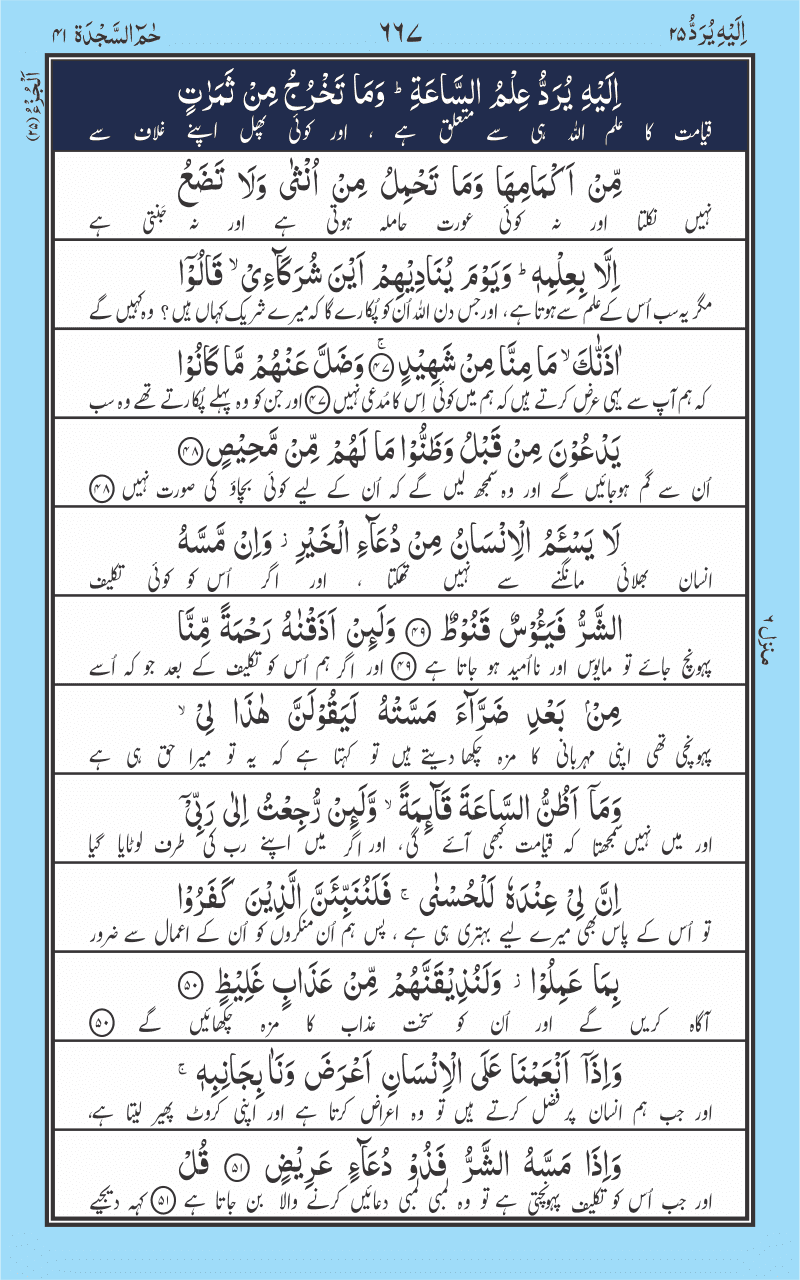 اِلَيْهِ يُرَدُّ ٢٥
٦٦٧
حٰمٓ السَّجْدَة ٤١
اَلْجُزْءُ (٢٥)
اِلَيْهِ يُرَدُّ عِلْمُ السَّاعَةِ ؕ وَمَا تَخْرُجُ مِنْ ثَمَرٰتٍ
قیامت کا علم اللہ ہی سے متعلق ہے ، اور کوئی پھل اپنے غلاف سے
مِّنْ اَكْمَامِهَا وَمَا تَحْمِلُ مِنْ اُنْثٰى وَلَا تَضَعُ
نہیں نکلتا اور نہ کوئی عورت حاملہ ہوتی ہے اور نہ جَنتی ہے
اِلَّا بِعِلْمِهٖ ؕ وَيَوْمَ يُنَادِيْهِمْ اَيْنَ شُرَكَآءِيْ ۙ قَالُوْٓا
مگر یہ سب اُس کے علم سے ہوتا ہے، اور جس دن اللہ اُن کو پُکارے گا کہ میرے شریک کہاں ہیں؟ وہ کہیں گے
اٰذَنّٰكَ ۙ مَا مِنَّا مِنْ شَهِيْدٍ ۚ﴿۴۷﴾ وَضَلَّ عَنْهُمْ مَّا كَانُوْا
کہ ہم آپ سے یہی عرض کرتے ہیں کہ ہم میں کوئی اِس کا مُدعی نہیں ﴿۴۷﴾ اور جن کو وہ پہلے پُکارتے تھے وہ سب
يَدْعُوْنَ مِنْ قَبْلُ وَظَنُّوْا مَا لَهُمْ مِّنْ مَّحِيْصٍ ﴿۴۸﴾
اُن سے گم ہوجائیں گے اور وہ سمجھ لیں گے کہ اُن کے لیے کوئی بچاؤ کی صورت نہیں ﴿۴۸﴾
لَا يَسْـَٔمُ الْاِنْسَانُ مِنْ دُعَآءِ الْخَيْرِ ؗ وَاِنْ مَّسَّهُ
انسان بھلائی مانگنے سے نہیں تھکتا ، اور اگر اُس کو کوئی تکلیف
الشَّرُّ فَيَـُٔوْسٌ قَنُوْطٌ ﴿۴۹﴾ وَلَئِنْ اَذَقْنٰهُ رَحْمَةً مِّنَّا
پہونچ جائے تو مایوس اور نااُمید ہو جاتا ہے ﴿۴۹﴾ اور اگر ہم اُس کو تکلیف کے بعد جو کہ اُسے
مِنْۢ بَعْدِ ضَرَّآءَ مَسَّتْهُ لَيَقُوْلَنَّ هٰذَا لِيْ ۙ
پہونچی تھی اپنی مہربانی کا مزہ چکھا دیتے ہیں تو کہتا ہے کہ یہ تو میرا حق ہی ہے
وَمَآ اَظُنُّ السَّاعَةَ قَآئِمَةً ۙ وَّلَئِنْ رُّجِعْتُ اِلٰى رَبِّيْٓ
اور میں نہیں سمجھتا کہ قیامت کبھی آئے گی، اور اگر میں اپنے رب کی طرف لوٹایا گیا
اِنَّ لِيْ عِنْدَهٗ لَلْحُسْنٰى ۚ فَلَنُنَبِّئَنَّ الَّذِيْنَ كَفَرُوْا
تو اُس کے پاس بھی میرے لیے بہتری ہی ہے ، پس ہم اُن منکروں کو اُن کے اعمال سے ضرور
بِمَا عَمِلُوْا ؗ وَلَنُذِيْقَنَّهُمْ مِّنْ عَذَابٍ غَلِيْظٍ ﴿۵۰﴾
آگاہ کریں گے اور اُن کو سخت عذاب کا مزہ چکھائیں گے ﴿۵۰﴾
وَاِذَآ اَنْعَمْنَا عَلَى الْاِنْسَانِ اَعْرَضَ وَنَاٰ بِجَانِبِهٖ ۚ
اور جب ہم انسان پر فضل کرتے ہیں تو وہ اعراض کرتا ہے اور اپنی کروٹ پھیر لیتا ہے،
وَاِذَا مَسَّهُ الشَّرُّ فَذُوْ دُعَآءٍ عَرِيْضٍ ﴿۵۱﴾ قُلْ
اور جب اُس کو تکلیف پہونچتی ہے تو وہ لمبی لمبی دعائیں کرنے والا بن جاتا ہے ﴿۵۱﴾ کہہ دیجیے
منزل ٦